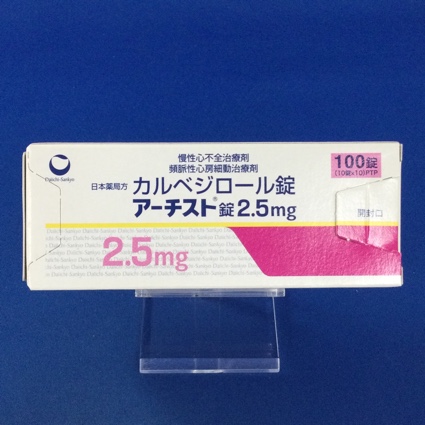 慢性心不全治療剤
頻脈性心房細動治療剤
100錠
(10錠×10)PTP
Daiichi-Sankyo
日本薬局方 カルベジロール錠
アーチスト®錠2.5mg
開封口
2.5mg